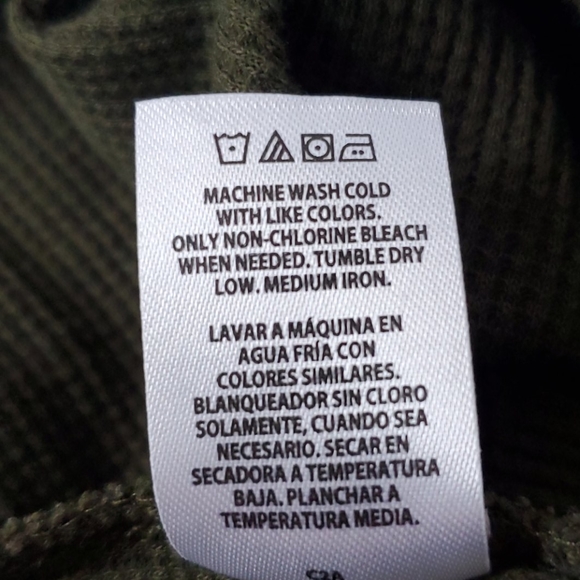 MACHINE WASH COLD
WITH LIKE COLORS.
ONLY NON-CHLORINE BLEACH
WHEN NEEDED. TUMBLE DRY
LOW. MEDIUM IRON.
LAVAR A MÁQUINA EN
AGUA FRÍA CON
COLORES SIMILARES.
BLANQUEADOR SIN CLORO
SOLAMENTE, CUANDO SEA
NECESARIO. SECAR EN
SECADORA A TEMPERATURA
BAJA. PLANCHAR A
TEMPERATURA MEDIA.